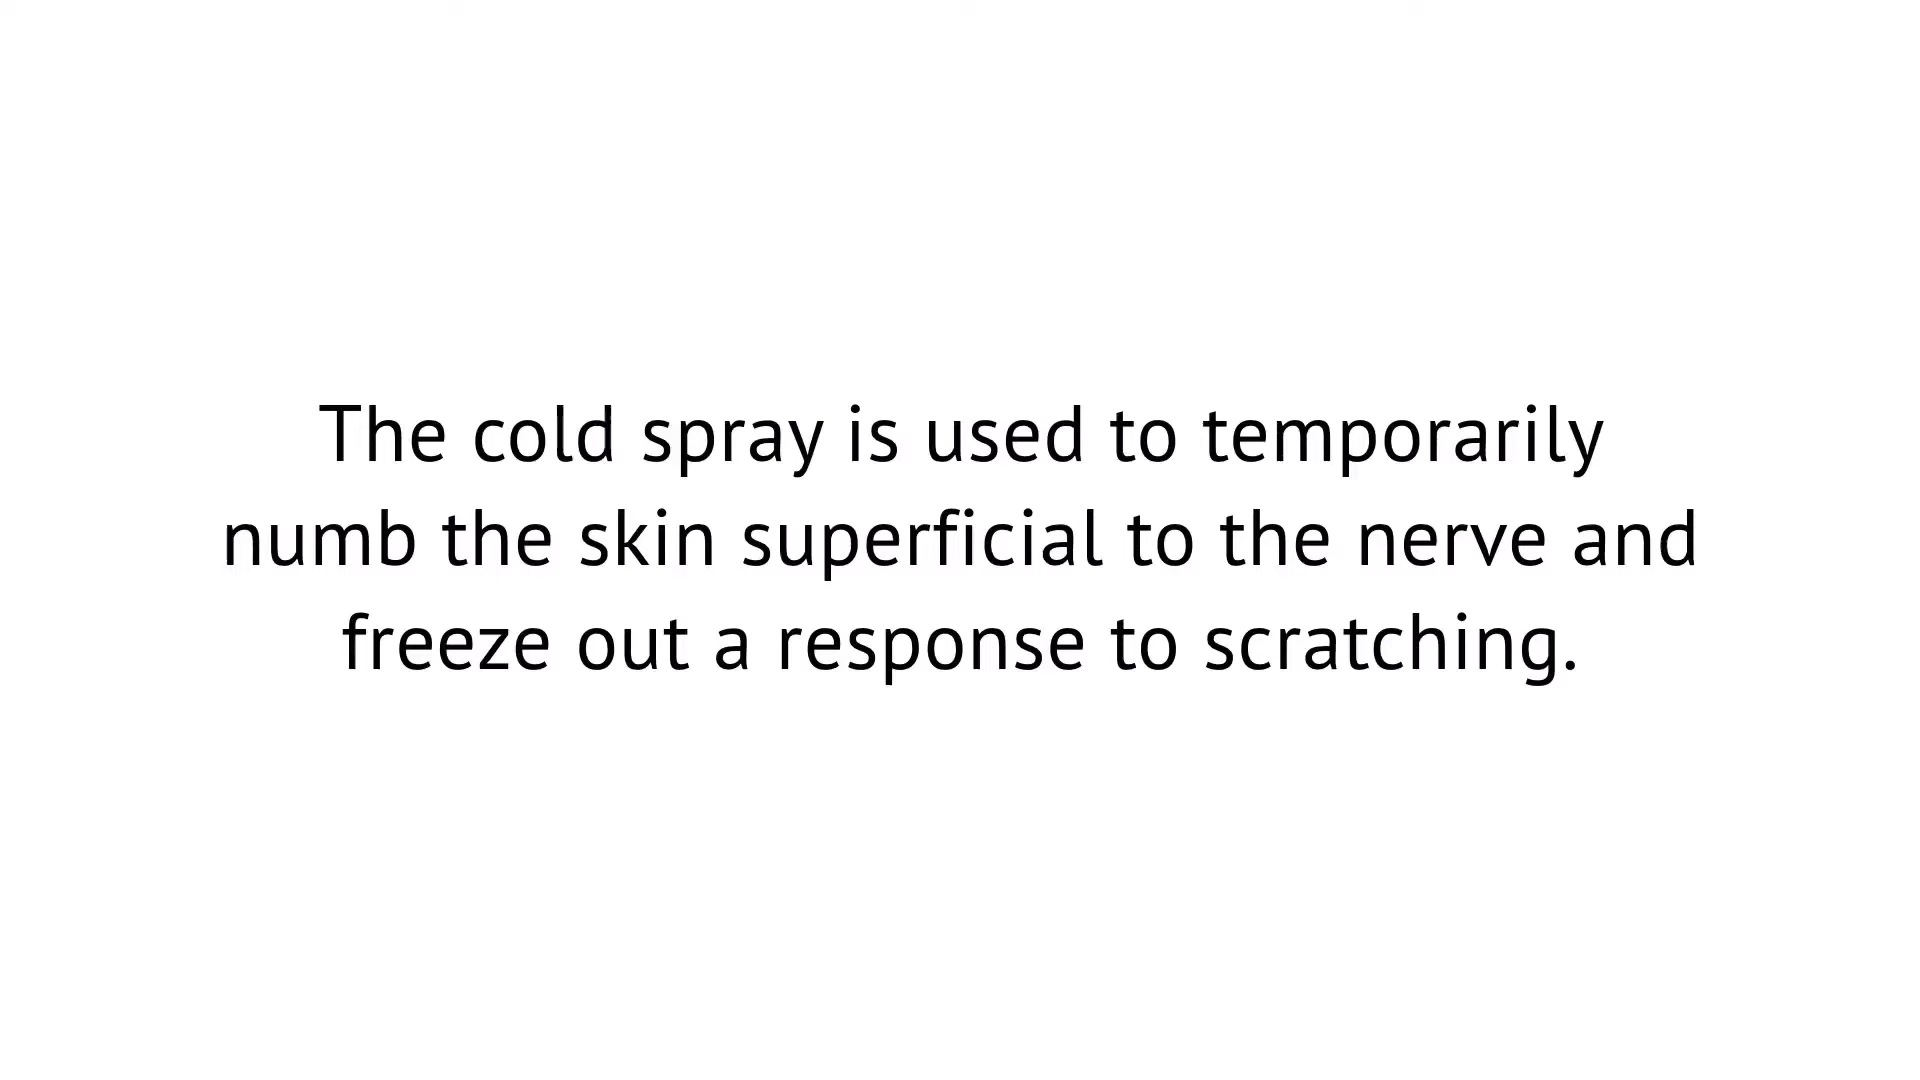 The cold spray is used to temporarily
numb the skin superficial to the nerve and
freeze out a response to scratching.